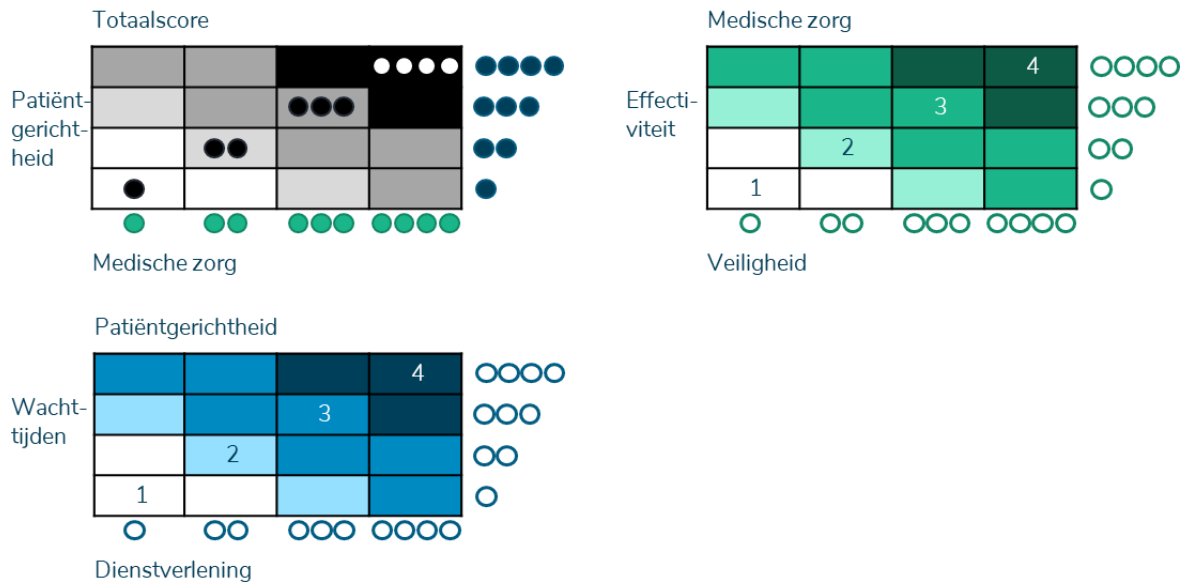 Totaalscore
Patiënt-
gericht-
heid
Medische zorg
Medische zorg
Effecti-
viteit
4
3
2
1
Veiligheid
Patiëntgerichtheid
Wacht-
tijden
4
3
2
1
Dienstverlening